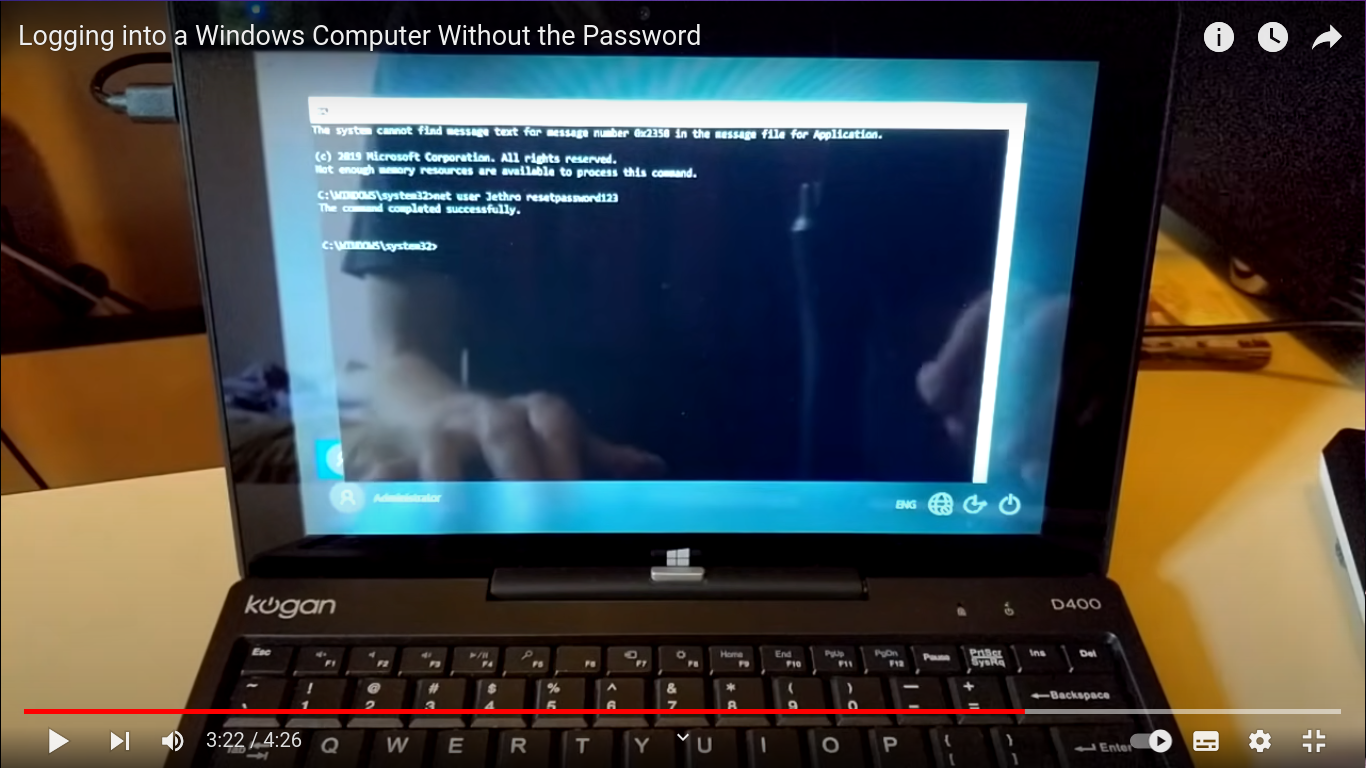 Logging into a Windows Computer Without the Password
The system cannot find message text for message number 0x2350 in the message file for Application.
(c) 2019 Microsoft Corporation. All rights reserved.
Not enough memory resources are available to process this command.
C:\WINDOWS\system32>net user Jethro resetpassword123
The command completed successfully.
C:\WINDOWS\system32>
Administrator
ENG
kogan
D400
Esc F1 F2 F3 F4 F5 F6 F7 F8 Home F9 End F10 PgUp F11 PgDn F12 Pause PrtScr SysRq Ins Del
~ ! @ # $ % ^ & * ( ) — + ←Backspace
` 1 2 3 4 5 6 7 8 9 0 - =
3:22 / 4:26
Q W E R T Y U I O P { } Enter
[ ]